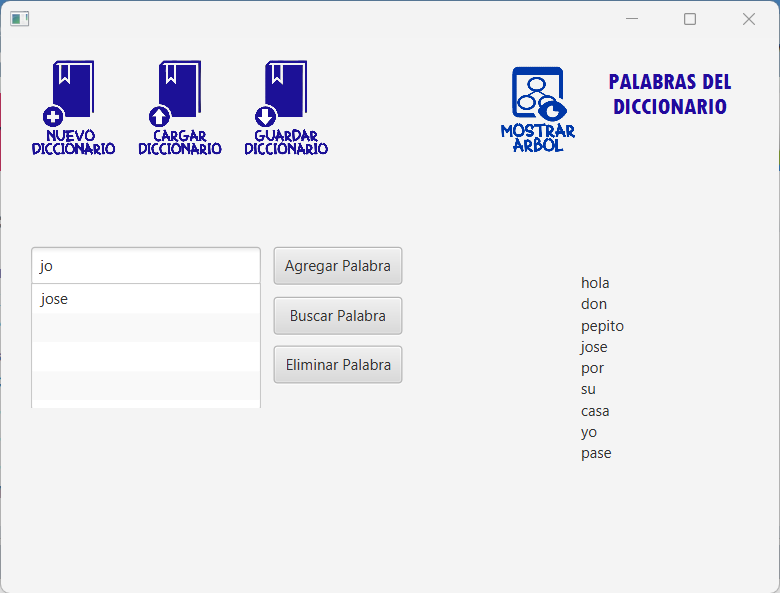 NUEVO
DICCIONARIO
CARGAR
DICCIONARIO
GUARDAR
DICCIONARIO
MOSTRAR
ARBOL
PALABRAS DEL
DICCIONARIO
jo
jose
Agregar Palabra
Buscar Palabra
Eliminar Palabra
hola
don
pepito
jose
por
su
casa
yo
pase